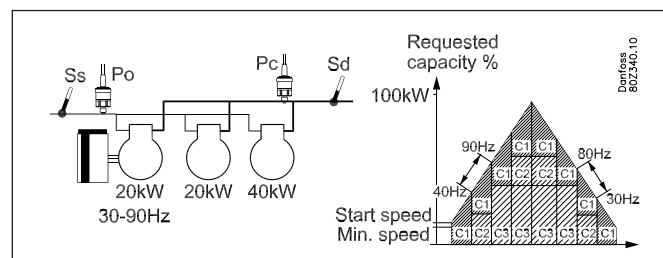 Ss Po
Pc Sd
20kW 20kW 40kW
30-90Hz
Requested
capacity %
100kW
90Hz
40Hz
80Hz
30Hz
Start speed
Min. speed
C1 C1
C1 C2 C2 C1
C1 C1
C1 C2 C3 C3 C3 C3 C2 C1
Danfoss
80Z340.10